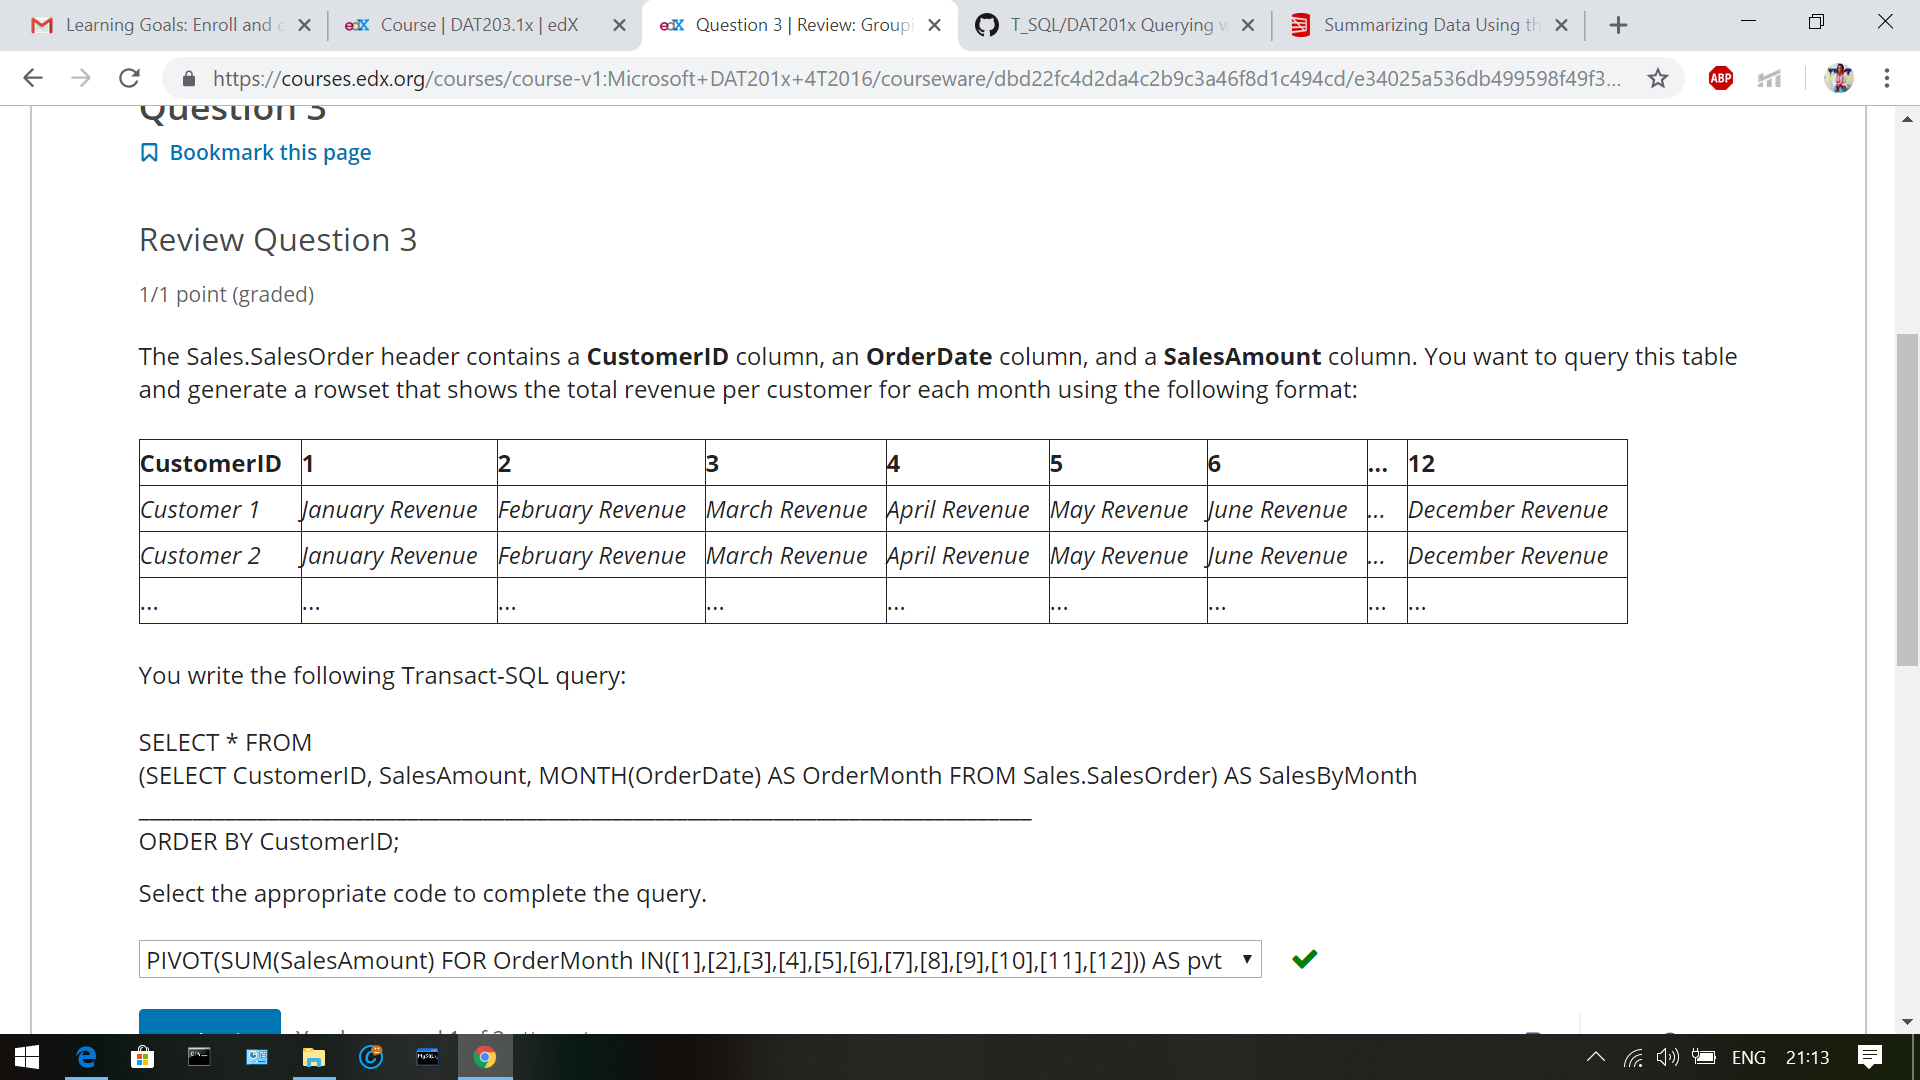 Learning Goals: Enroll and c
edX Course | DAT203.1x | edX
edX Question 3 | Review: Groupi
T_SQL/DAT201x Querying w
Summarizing Data Using th
https://courses.edx.org/courses/course-v1:Microsoft+DAT201x+4T2016/courseware/dbd22fc4d2da4c2b9c3a46f8d1c494cd/e34025a536db499598f49f3...
ABP
Question 3
Bookmark this page
Review Question 3
1/1 point (graded)
The Sales.SalesOrder header contains a CustomerID column, an OrderDate column, and a SalesAmount column. You want to query this table
and generate a rowset that shows the total revenue per customer for each month using the following format:
CustomerID 1 2 3 4 5 6 ... 12
Customer 1 January Revenue February Revenue March Revenue April Revenue May Revenue June Revenue ... December Revenue
Customer 2 January Revenue February Revenue March Revenue April Revenue May Revenue June Revenue ... December Revenue
... ... ... ... ... ... ... ... ...
You write the following Transact-SQL query:
SELECT * FROM
(SELECT CustomerID, SalesAmount, MONTH(OrderDate) AS OrderMonth FROM Sales.SalesOrder) AS SalesByMonth
ORDER BY CustomerID;
Select the appropriate code to complete the query.
PIVOT(SUM(SalesAmount) FOR OrderMonth IN([1],[2],[3],[4],[5],[6],[7],[8],[9],[10],[11],[12])) AS pvt
ENG 21:13